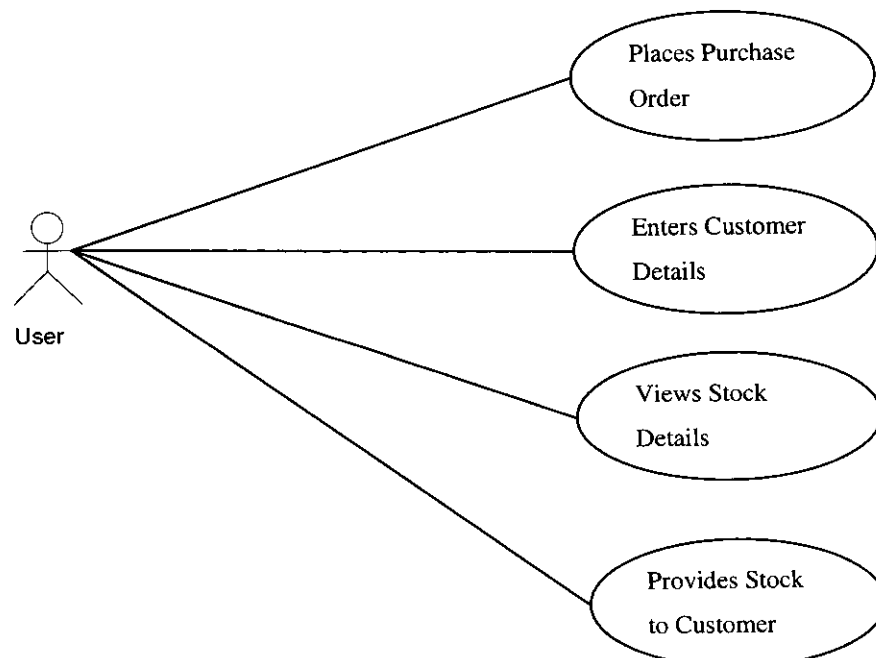 Places Purchase
Order
Enters Customer
Details
User
Views Stock
Details
Provides Stock
to Customer